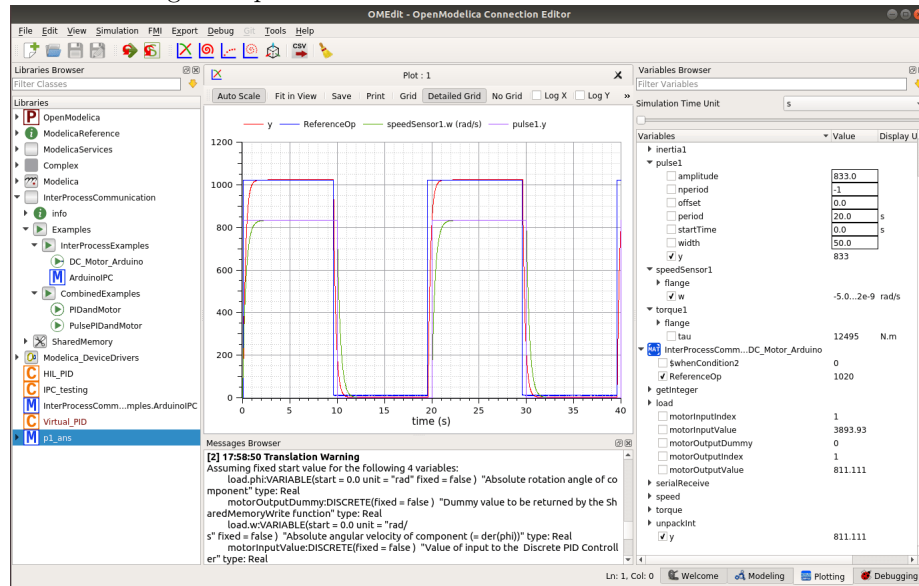 OMEdit - OpenModelica Connection Editor
File Edit View Simulation FMI Export Debug Git Tools Help
CSV
Libraries Browser
Filter Classes
Libraries
P OpenModelica
i ModelicaReference
ModelicaServices
Complex
Modelica
InterProcessCommunication
i info
Examples
InterProcessExamples
DC_Motor_Arduino
M ArduinoIPC
CombinedExamples
PIDandMotor
PulsePIDandMotor
SharedMemory
Modelica_DeviceDrivers
C HIL_PID
C IPC_testing
M InterProcessComm...mples.ArduinoIPC
C Virtual_PID
M p1_ans
Plot : 1
Auto Scale Fit in View Save Print Grid Detailed Grid No Grid Log X Log Y »
y ReferenceOp speedSensor1.w (rad/s) pulse1.y
1200
1000
800
600
400
200
0
0 5 10 15 20 25 30 35 40
time (s)
Messages Browser
[2] 17:58:50 Translation Warning
Assuming fixed start value for the following 4 variables:
load.phi:VARIABLE(start = 0.0 unit = "rad" fixed = false ) "Absolute rotation angle of co
mponent" type: Real
motorOutputDummy:DISCRETE(fixed = false ) "Dummy value to be returned by the Sh
aredMemoryWrite function" type: Real
load.w:VARIABLE(start = 0.0 unit = "rad/
s" fixed = false ) "Absolute angular velocity of component (= der(phi))" type: Real
motorInputValue:DISCRETE(fixed = false ) "Value of input to the Discrete PID Controll
er" type: Real
Variables Browser
Filter Variables
Simulation Time Unit s
Variables Value Display U
inertia1
pulse1
amplitude 833.0
nperiod -1
offset 0.0
period 20.0 s
startTime 0.0 s
width 50.0
y 833
speedSensor1
flange
w -5.0...2e-9 rad/s
torque1
flange
tau 12495 N.m
MAT InterProcessComm...DC_Motor_Arduino
$whenCondition2 0
ReferenceOp 1020
getInteger
load
motorInputIndex 1
motorInputValue 3893.93
motorOutputDummy 0
motorOutputIndex 1
motorOutputValue 811.111
serialReceive
speed
torque
unpackInt
y 811.111
Ln: 1, Col: 0 Welcome Modeling Plotting Debugging